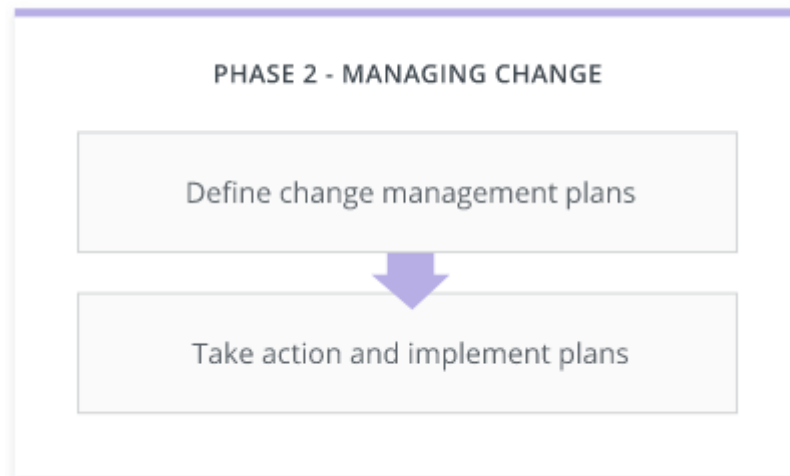 PHASE 2 - MANAGING CHANGE
Define change management plans
Take action and implement plans